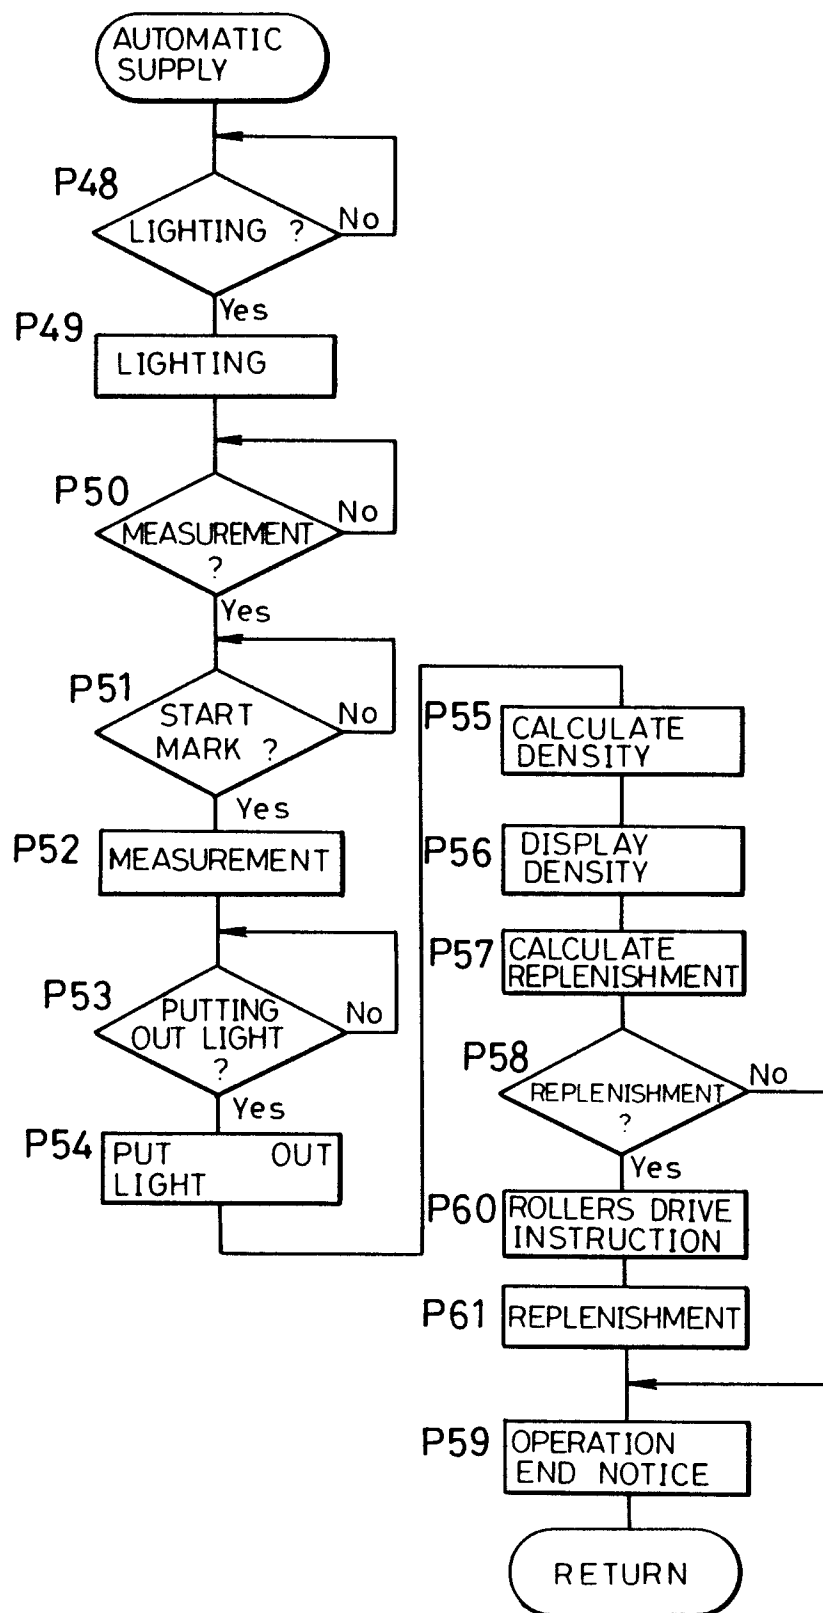 AUTOMATIC
SUPPLY
P48
LIGHTING ?
No
Yes
P49
LIGHTING
P50
MEASUREMENT
?
No
Yes
P51
START
MARK ?
No
Yes
P52
MEASUREMENT
P53
PUTTING
OUT LIGHT
?
No
Yes
P54
PUT OUT
LIGHT
P55
CALCULATE
DENSITY
P56
DISPLAY
DENSITY
P57
CALCULATE
REPLENISHMENT
P58
REPLENISHMENT
?
No
Yes
P60
ROLLERS DRIVE
INSTRUCTION
P61
REPLENISHMENT
P59
OPERATION
END NOTICE
RETURN